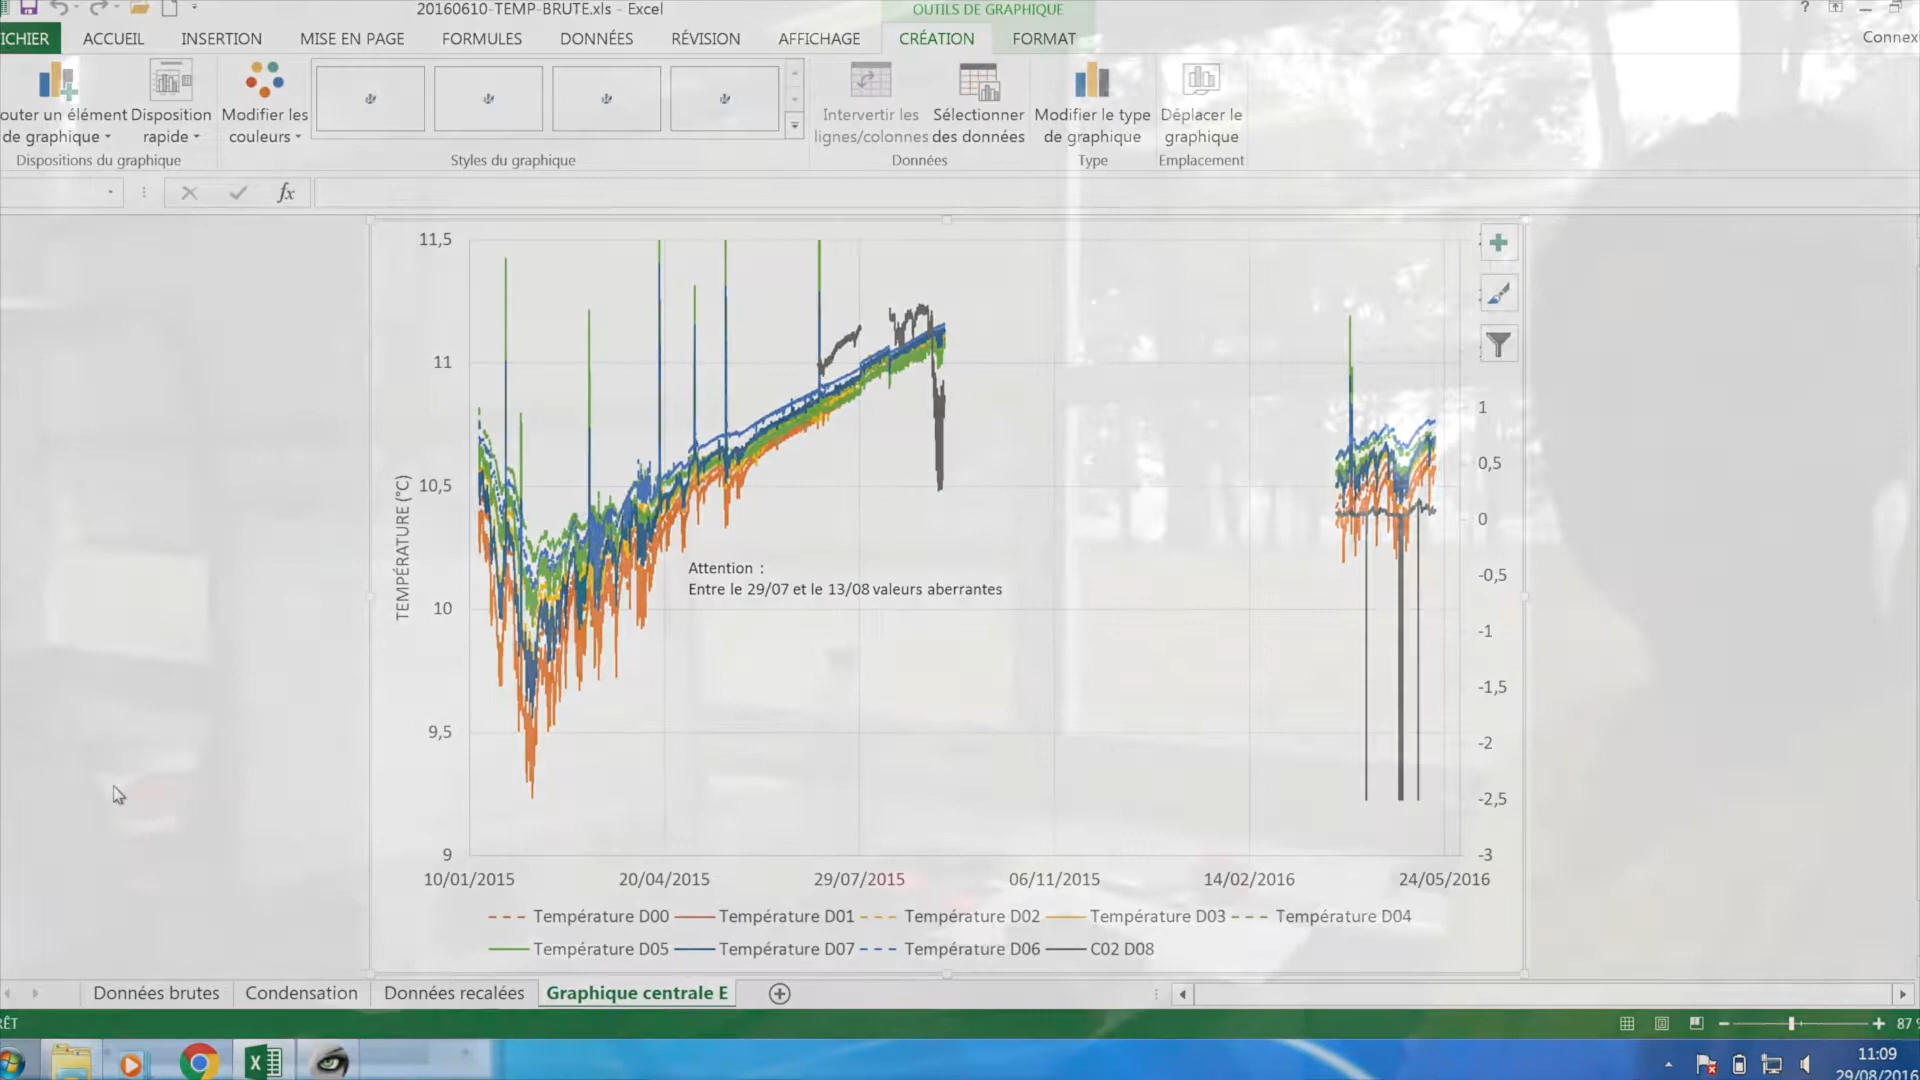 20160610-TEMP-BRUTE.xls - Excel
OUTILS DE GRAPHIQUE
?
ICHIER ACCUEIL INSERTION MISE EN PAGE FORMULES DONNÉES RÉVISION AFFICHAGE CRÉATION FORMAT
Connexi
outer un élément
de graphique
Disposition
rapide
Modifier les
couleurs
Intervertir les
lignes/colonnes
Sélectionner
des données
Modifier le type
de graphique
Déplacer le
graphique
Dispositions du graphique
Styles du graphique
Données
Type
Emplacement
fx
11,5
11
10,5
10
9,5
9
TEMPÉRATURE (°C)
Attention :
Entre le 29/07 et le 13/08 valeurs aberrantes
1
0,5
0
-0,5
-1
-1,5
-2
-2,5
-3
10/01/2015 20/04/2015 29/07/2015 06/11/2015 14/02/2016 24/05/2016
Température D00 Température D01 Température D02 Température D03 Température D04
Température D05 Température D07 Température D06 C02 D08
Données brutes Condensation Données recalées Graphique centrale E
RÊT
87 %
11:09
29/08/2016